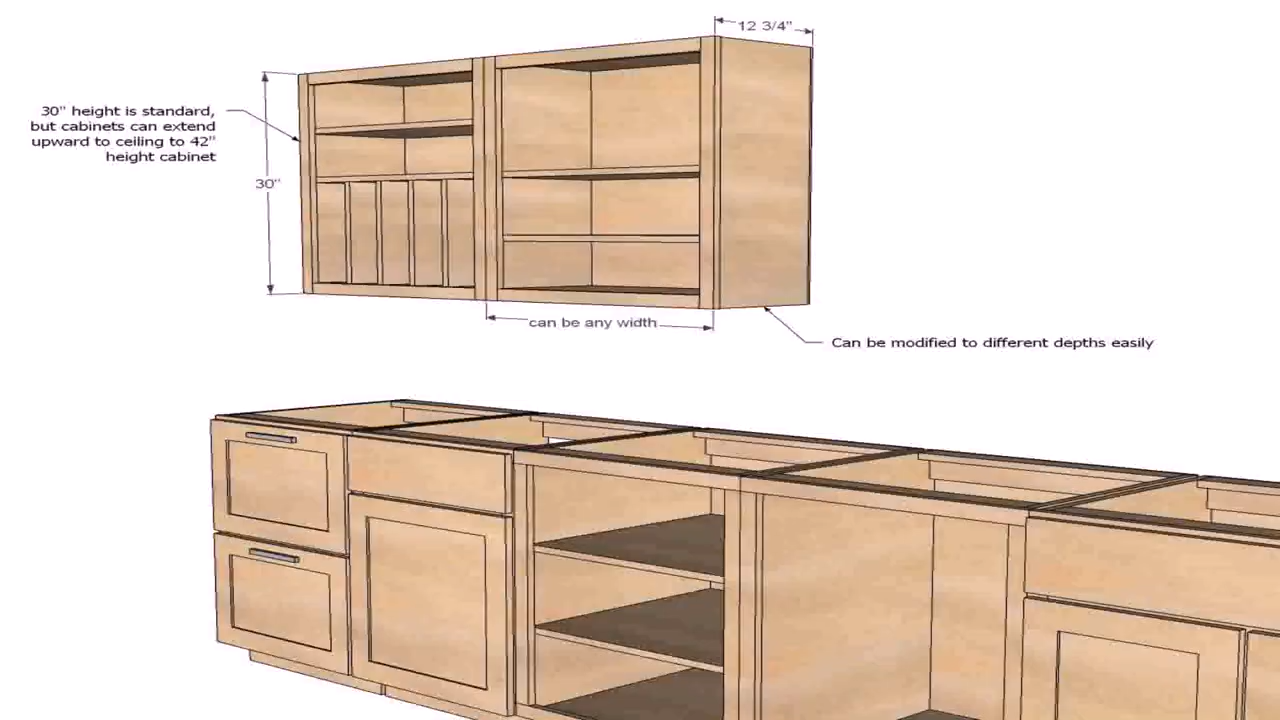 12 3/4"
30" height is standard,
but cabinets can extend
upward to ceiling to 42"
height cabinet
30"
can be any width
Can be modified to different depths easily